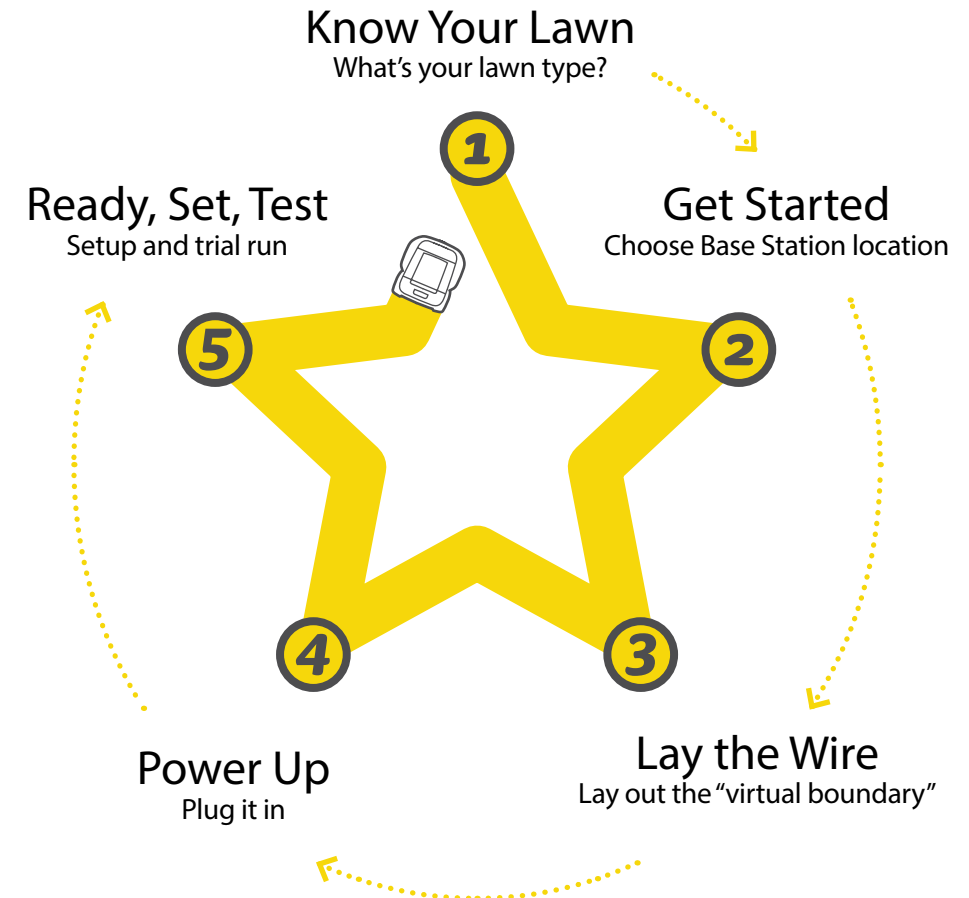 Know Your Lawn
What's your lawn type?
1
Get Started
Choose Base Station location
2
Lay the Wire
Lay out the “virtual boundary”
3
Power Up
Plug it in
4
Ready, Set, Test
Setup and trial run
5